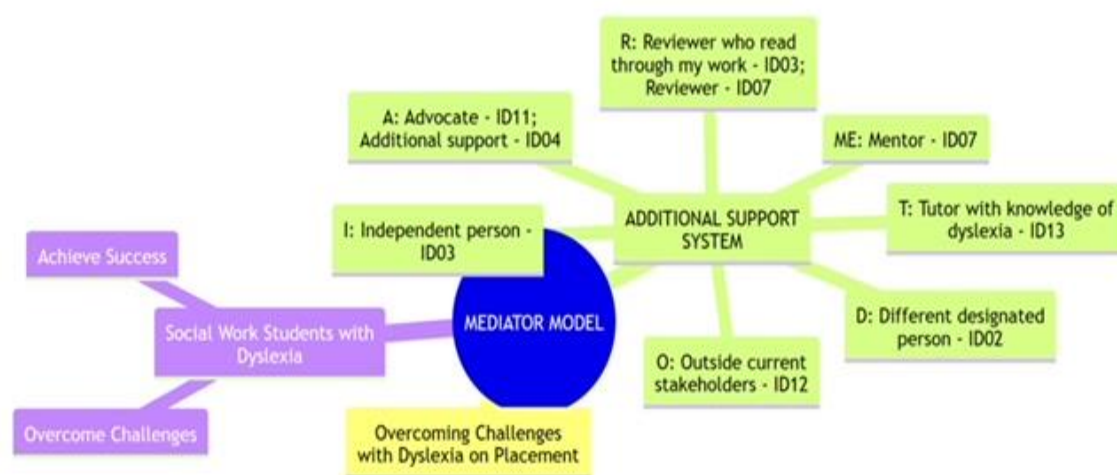 R: Reviewer who read
through my work - ID03;
Reviewer - ID07
A: Advocate - ID11;
Additional support - ID04
ME: Mentor - ID07
I: Independent person -
ID03
ADDITIONAL SUPPORT
SYSTEM
T: Tutor with knowledge of
dyslexia - ID13
Achieve Success
Social Work Students with
Dyslexia
MEDIATOR MODEL
D: Different designated
person - ID02
O: Outside current
stakeholders - ID12
Overcome Challenges
Overcoming Challenges
with Dyslexia on Placement